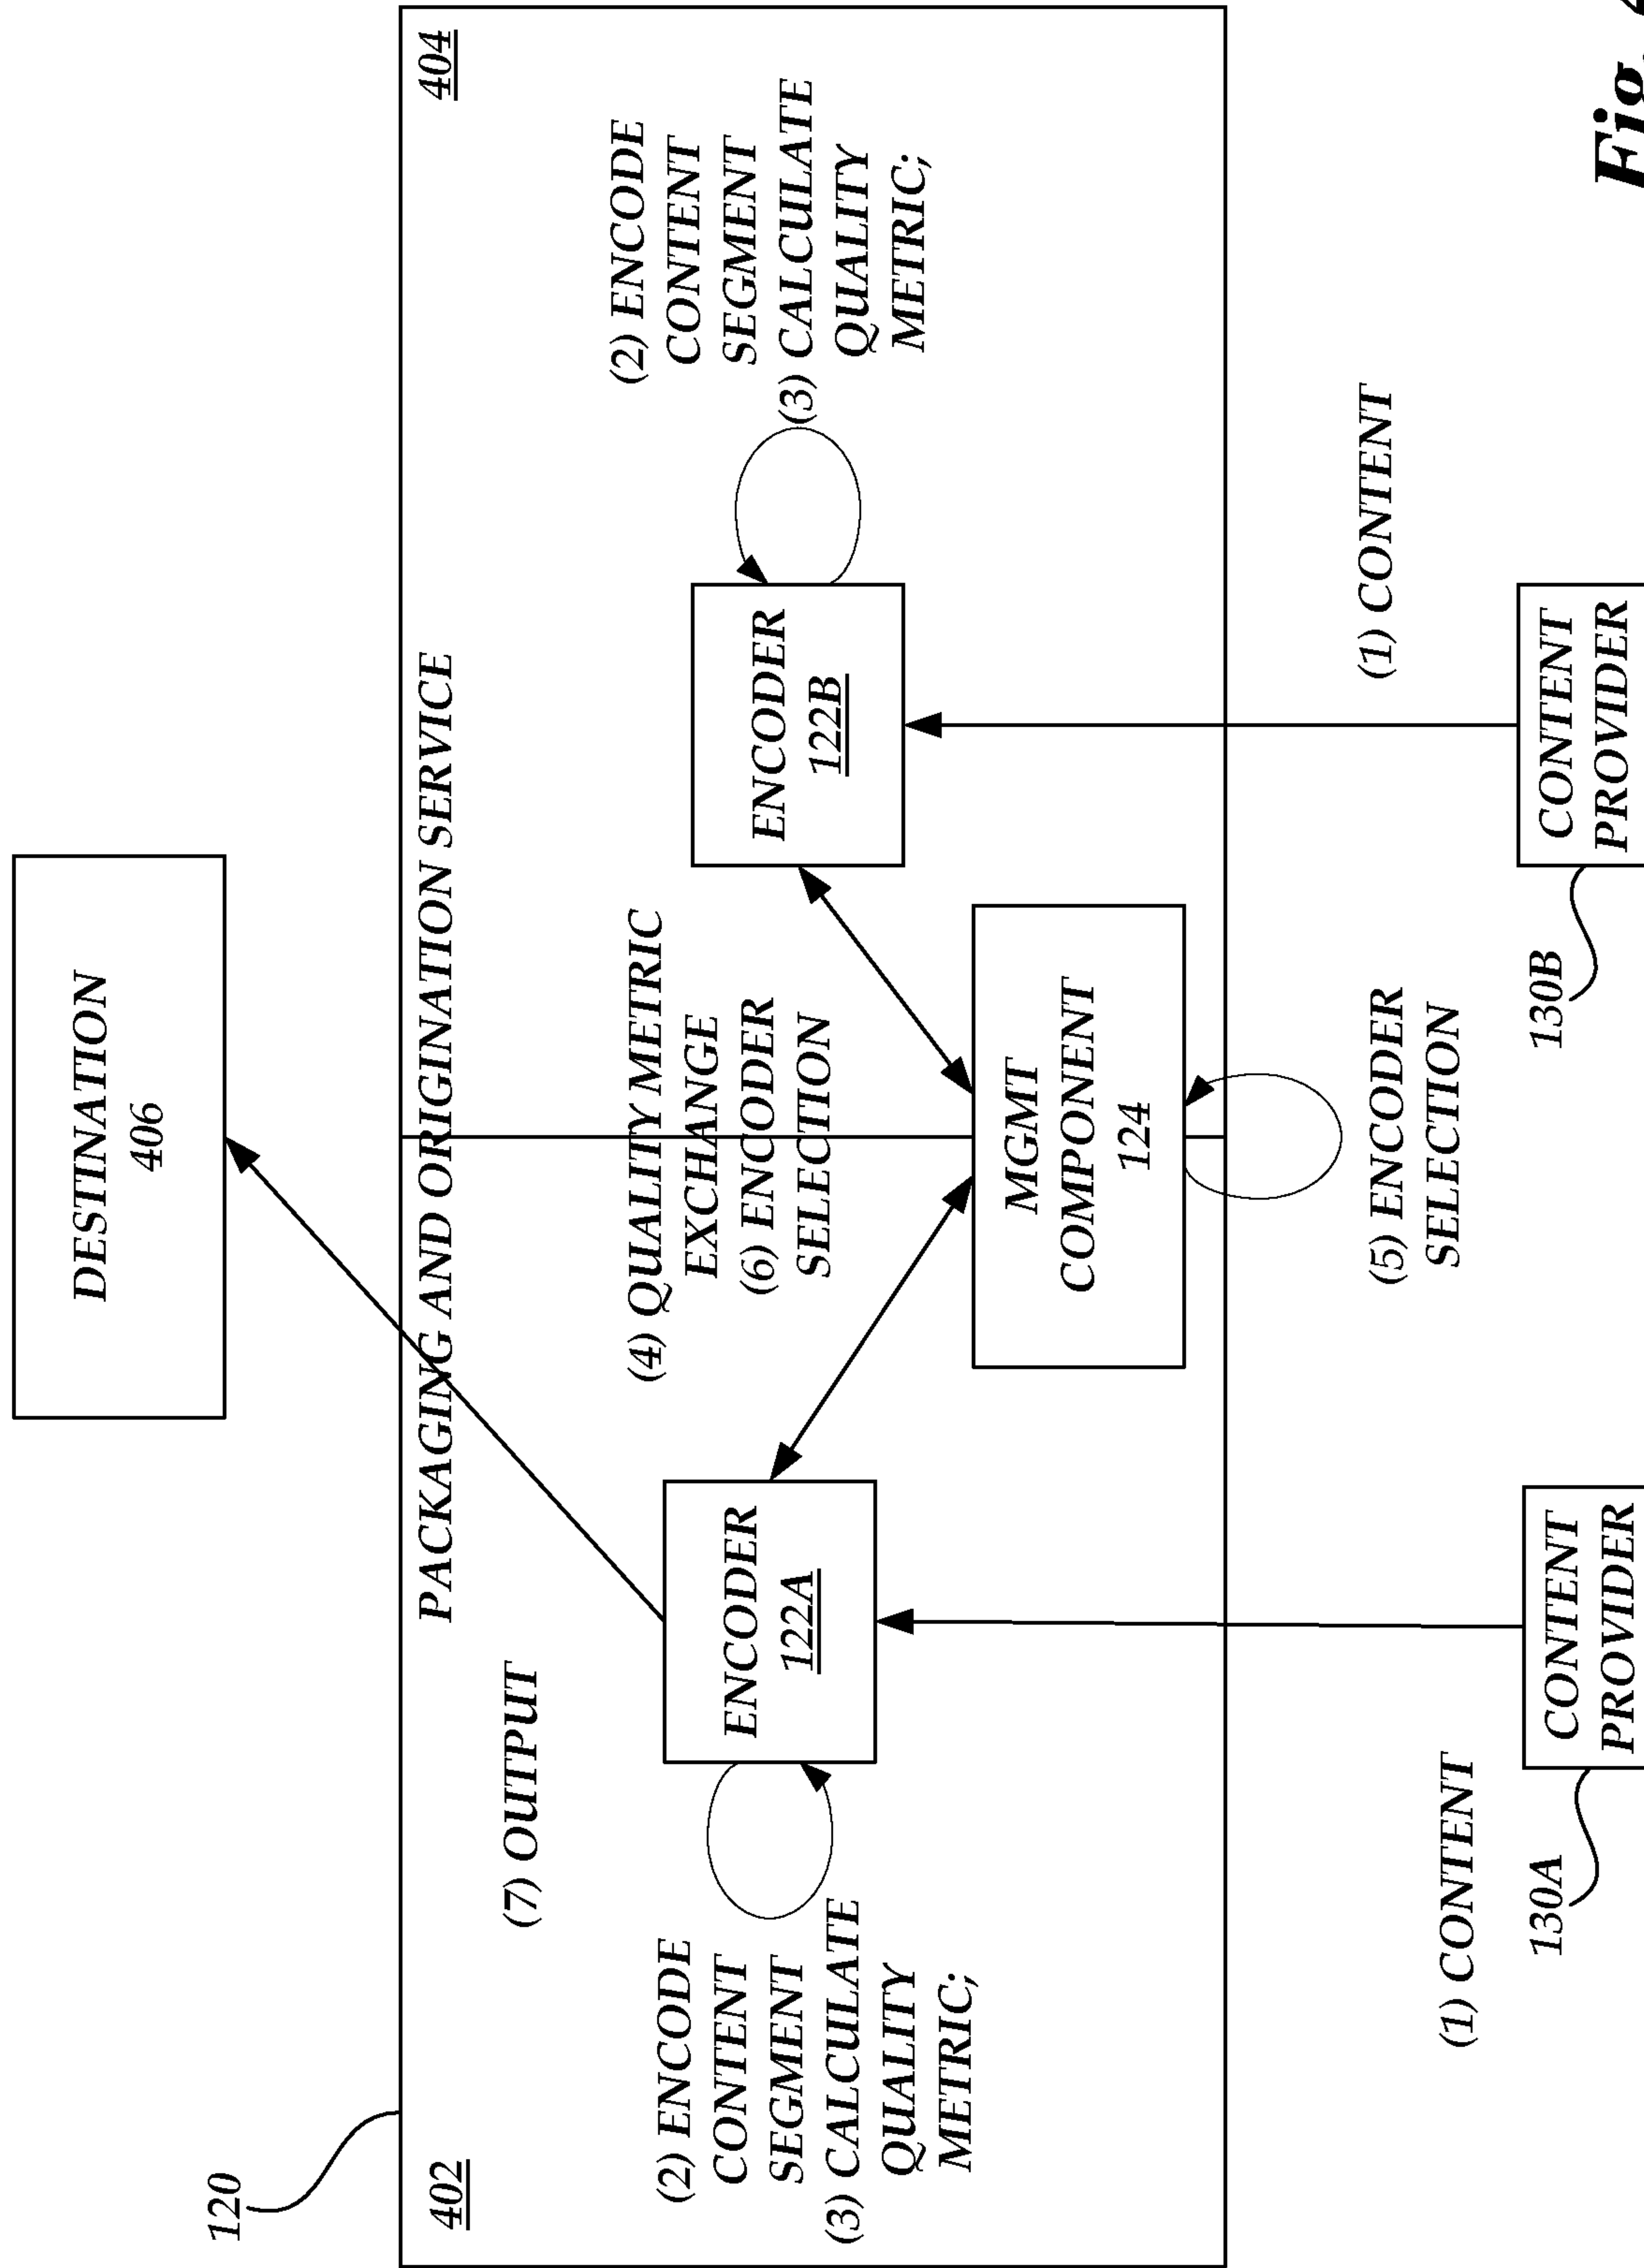 DESTINATION
406
120
PACKAGING AND ORIGINATION SERVICE
402
404
(7) OUTPUT
(4) QUALITY METRIC
EXCHANGE
(6) ENCODER
SELECTION
(2) ENCODE
CONTENT
SEGMENT
(3) CALCULATE
QUALITY
METRIC;
ENCODER
122A
ENCODER
122B
(2) ENCODE
CONTENT
SEGMENT
(3) CALCULATE
QUALITY
METRIC;
MGMT
COMPONENT
124
(5) ENCODER
SELECTION
(1) CONTENT
(1) CONTENT
130A
CONTENT
PROVIDER
130B
CONTENT
PROVIDER
Fig.